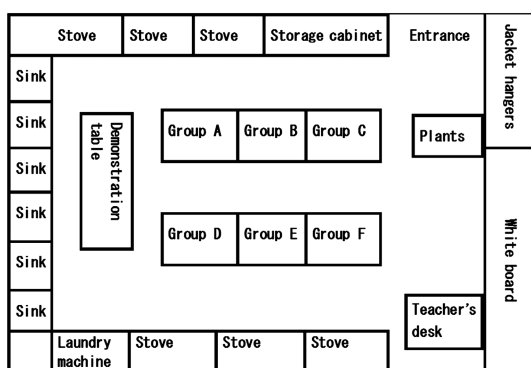 Stove
Stove
Stove
Storage cabinet
Entrance
Jacket hangers
Sink
Sink
Sink
Sink
Sink
Sink
Demonstration
table
Group A
Group B
Group C
Plants
Group D
Group E
Group F
White board
Teacher's
desk
Laundry
machine
Stove
Stove
Stove